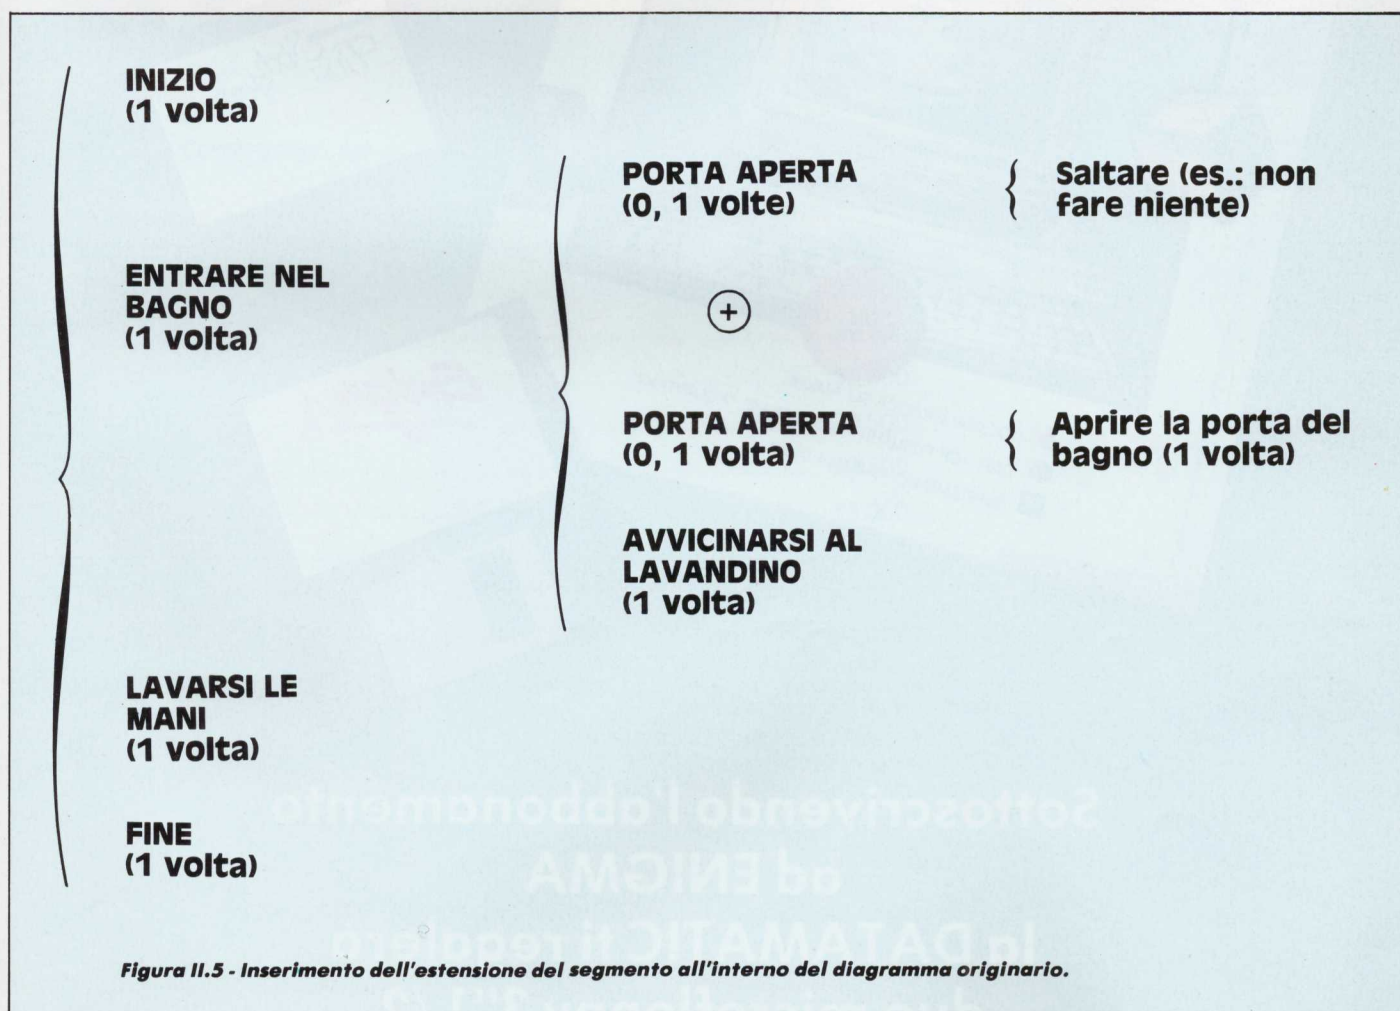 INIZIO
(1 volta)
ENTRARE NEL
BAGNO
(1 volta)
PORTA APERTA
(0, 1 volte)
Saltare (es.: non
fare niente)
+
PORTA APERTA
(0, 1 volta)
Aprire la porta del
bagno (1 volta)
AVVICINARSI AL
LAVANDINO
(1 volta)
LAVARSI LE
MANI
(1 volta)
FINE
(1 volta)
Sottoscrivendo l'abbonamento
ad ENIGMA
la DATAMATIC ti regalerà
Figura II.5 - Inserimento dell'estensione del segmento all'interno del diagramma originario.